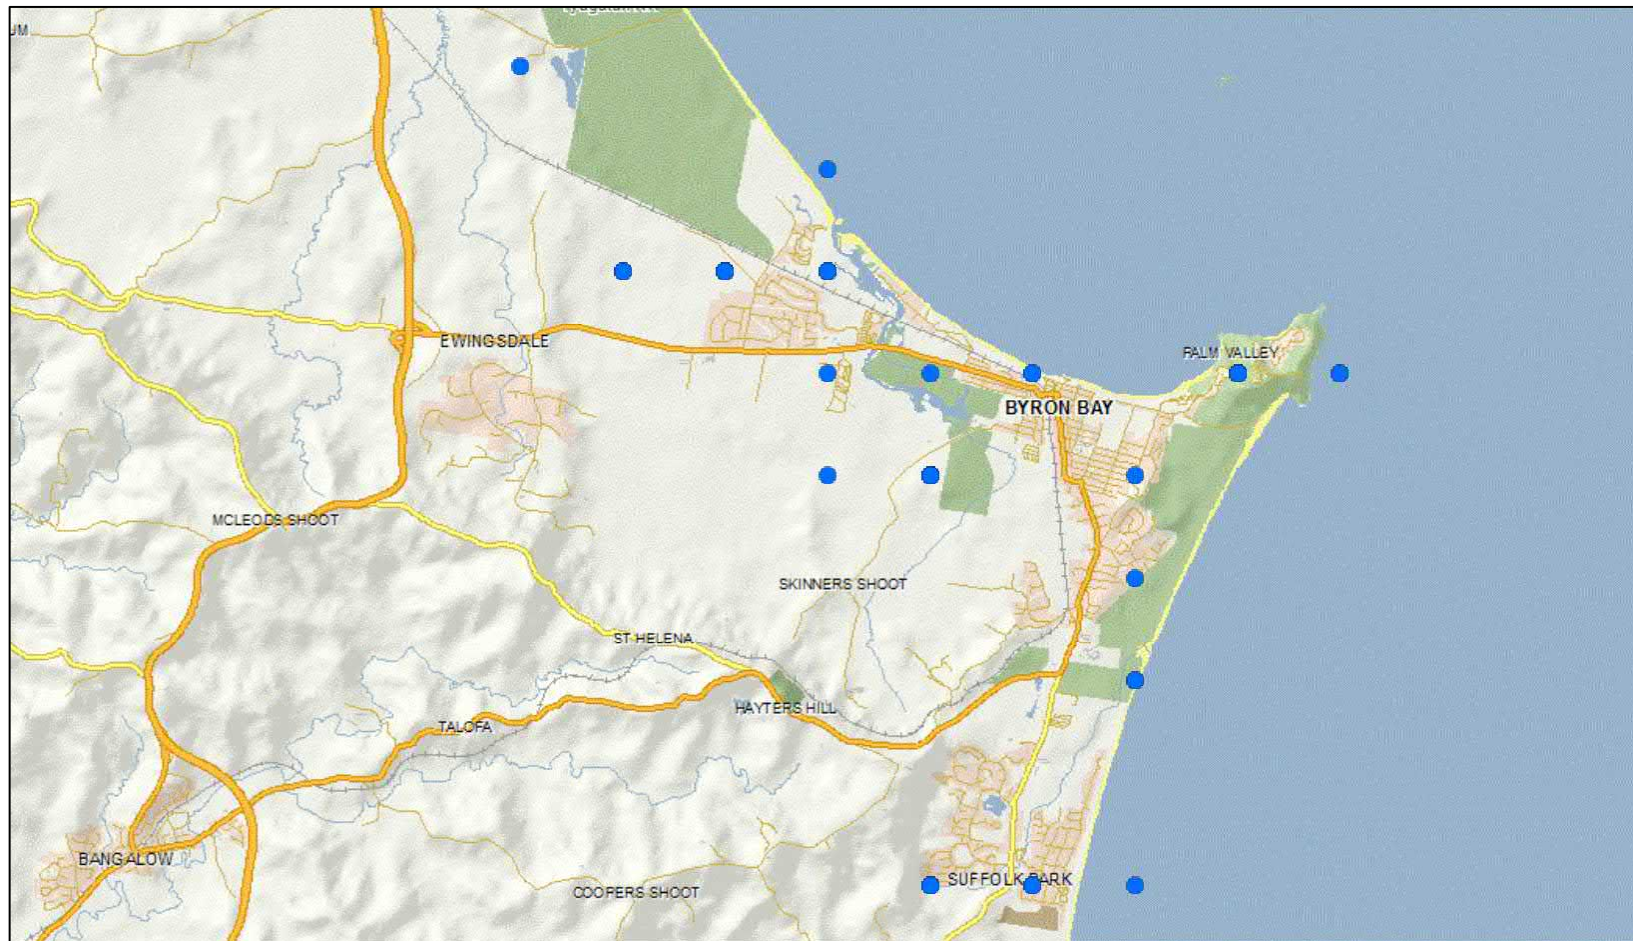 UM
EWINGSDALE
PALM VALLEY
BYRON BAY
MCLEODS SHOOT
SKINNERS SHOOT
ST HELENA
HAYTERS HILL
TALOFA
BANGALOW
SUFFOLK PARK
COOPERS SHOOT